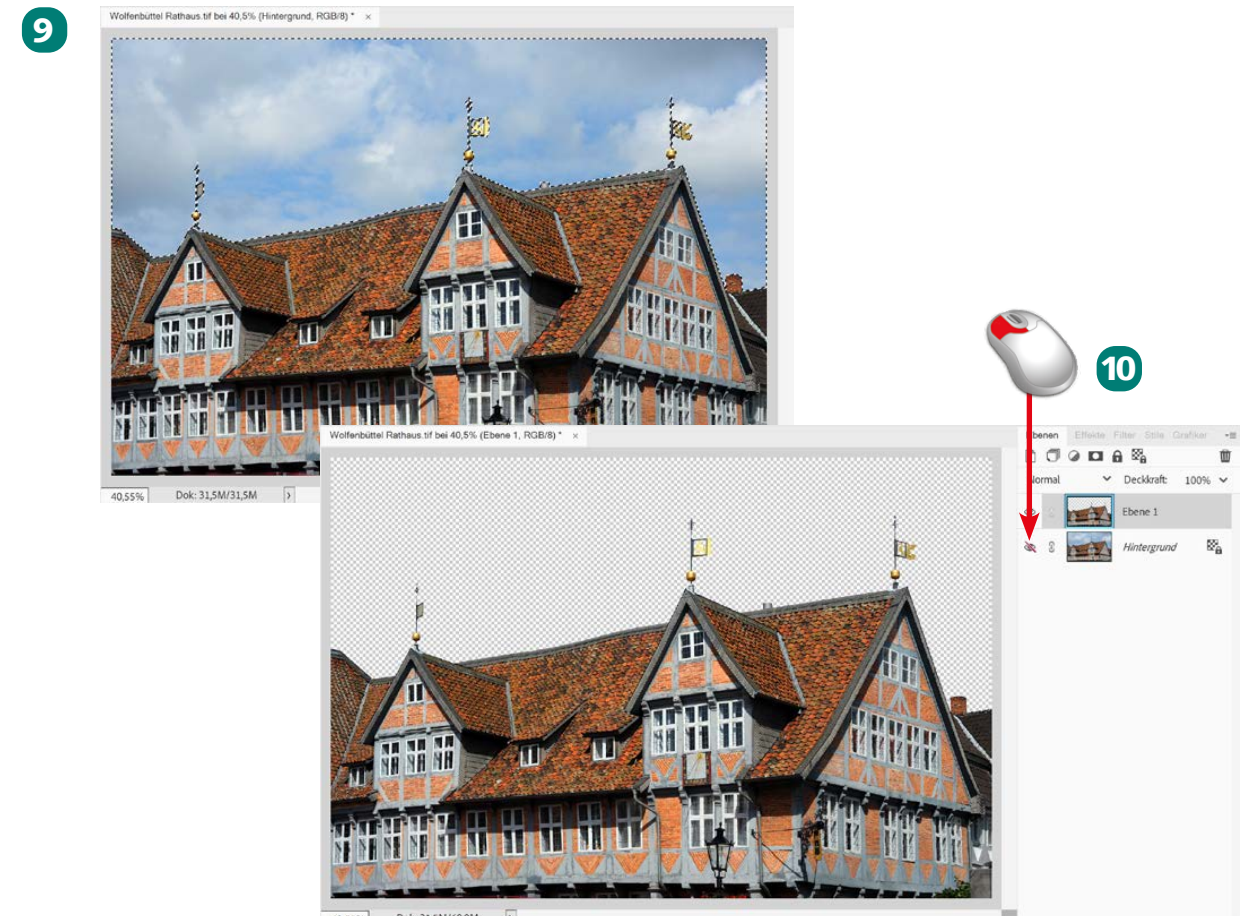 9
Wolfenbüttel Rathaus.tif bei 40,5% (Hintergrund, RGB/8) * ×
40,55% Dok: 31,5M/31,5M >
10
Wolfenbüttel Rathaus.tif bei 40,5% (Ebene 1, RGB/8) * ×
Ebenen Effekte Filter Stile Grafiken
Normal Deckkraft: 100%
Ebene 1
Hintergrund